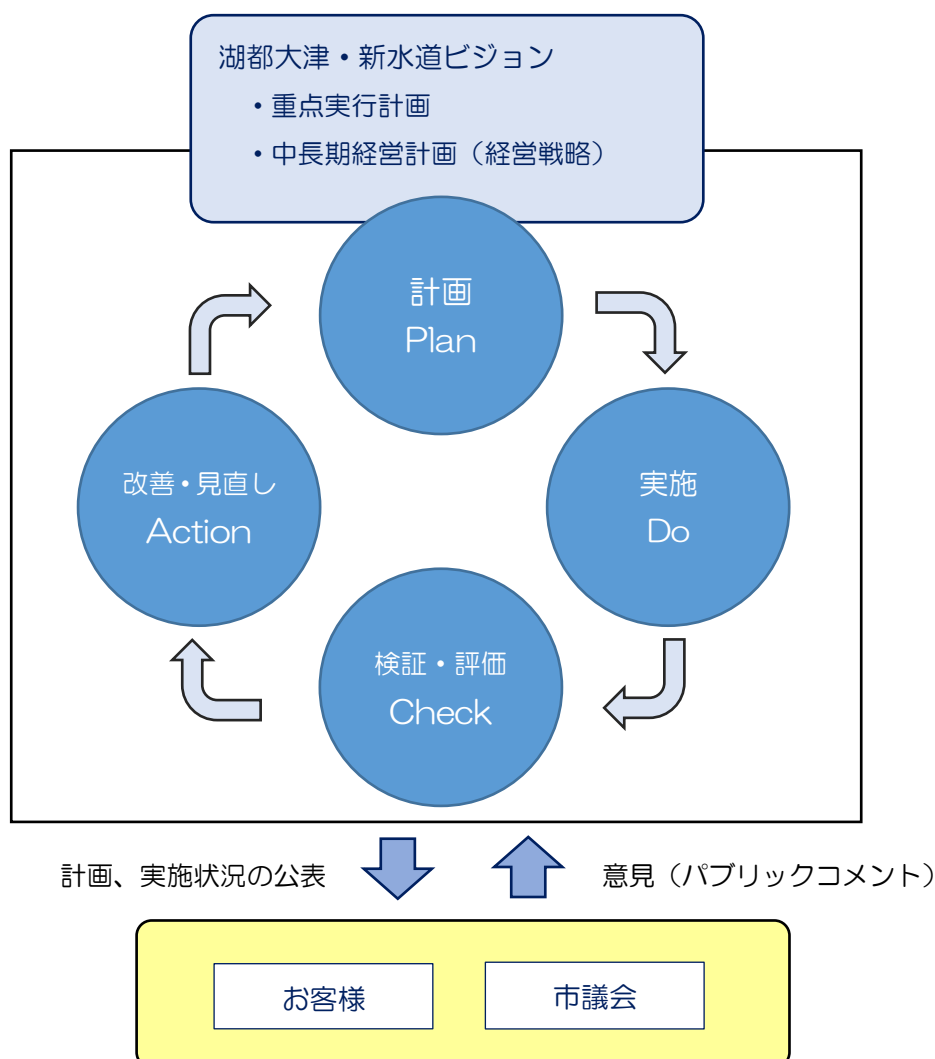 湖都大津・新水道ビジョン
・重点実行計画
・中長期経営計画（経営戦略）
計画
Plan
改善・見直し
Action
実施
Do
検証・評価
Check
計画、実施状況の公表
意見（パブリックコメント）
お客様
市議会